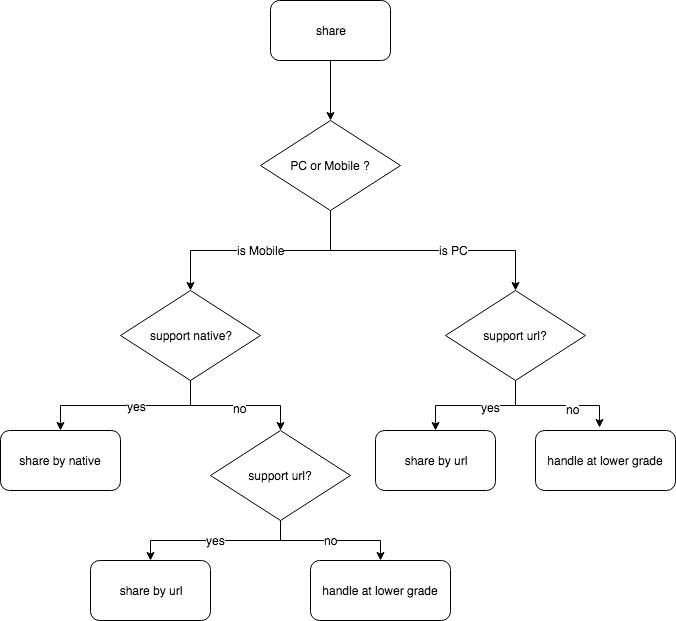 share
PC or Mobile ?
is Mobile
is PC
support native?
support url?
yes
no
yes
no
share by native
support url?
share by url
handle at lower grade
yes
no
share by url
handle at lower grade